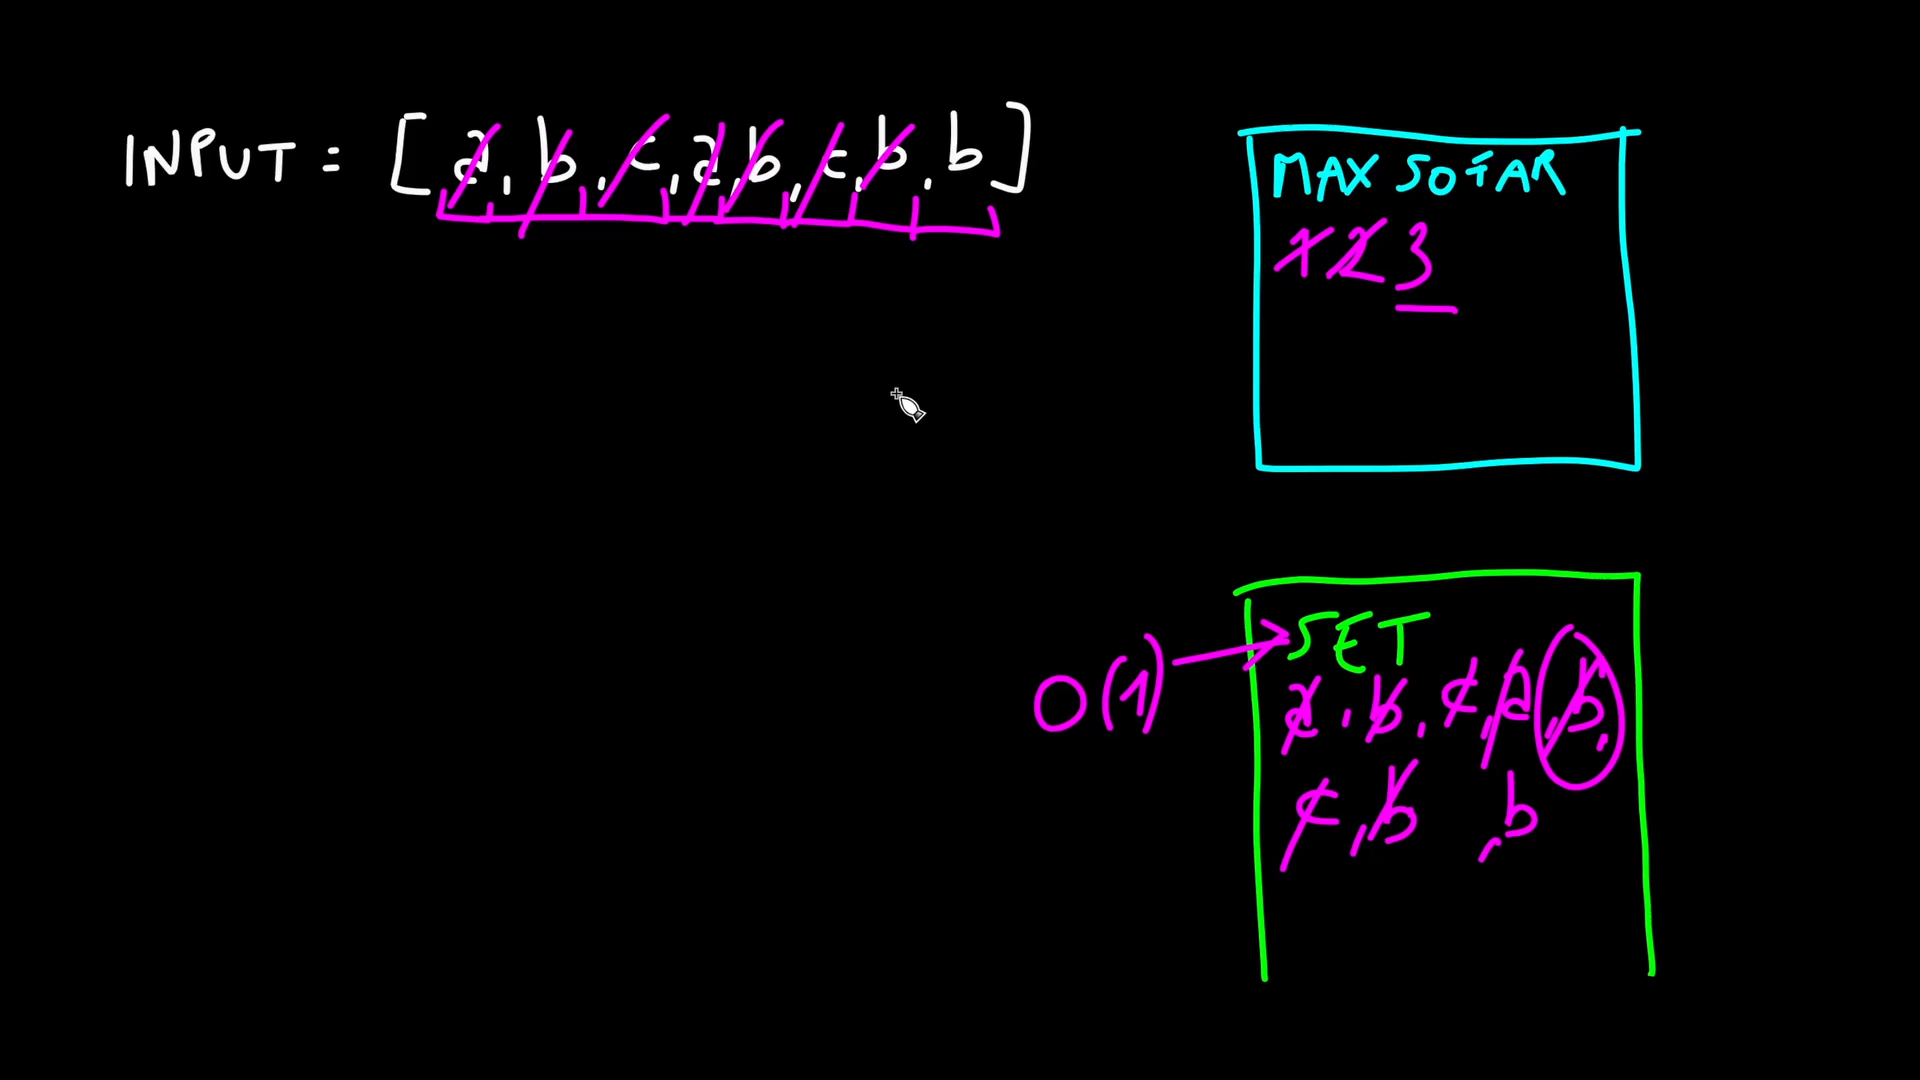 INPUT = [a, b, c, a, b, c, b, b]
MAX SOFAR
1 2 3
SET
O(1)
a, b, c, a, b,
c, b, b